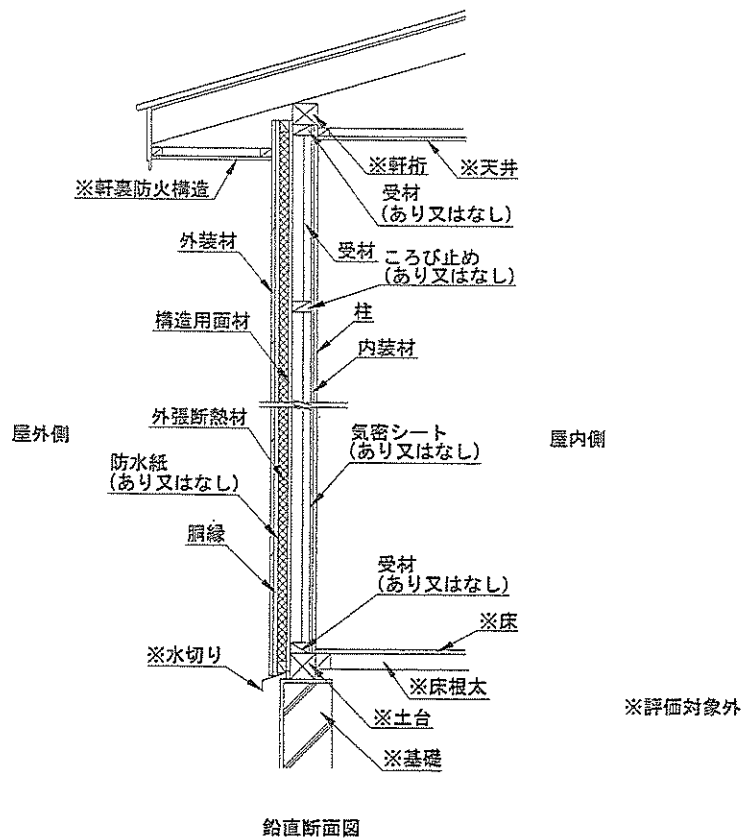 ※軒桁
※天井
※軒裏防火構造
受材
(あり又はなし)
外装材
受材
ころび止め
(あり又はなし)
構造用面材
柱
内装材
外張断熱材
屋外側
気密シート
(あり又はなし)
屋内側
防水紙
(あり又はなし)
胴縁
受材
(あり又はなし)
※床
※水切り
※床根太
※土台
※評価対象外
※基礎
鉛直断面図